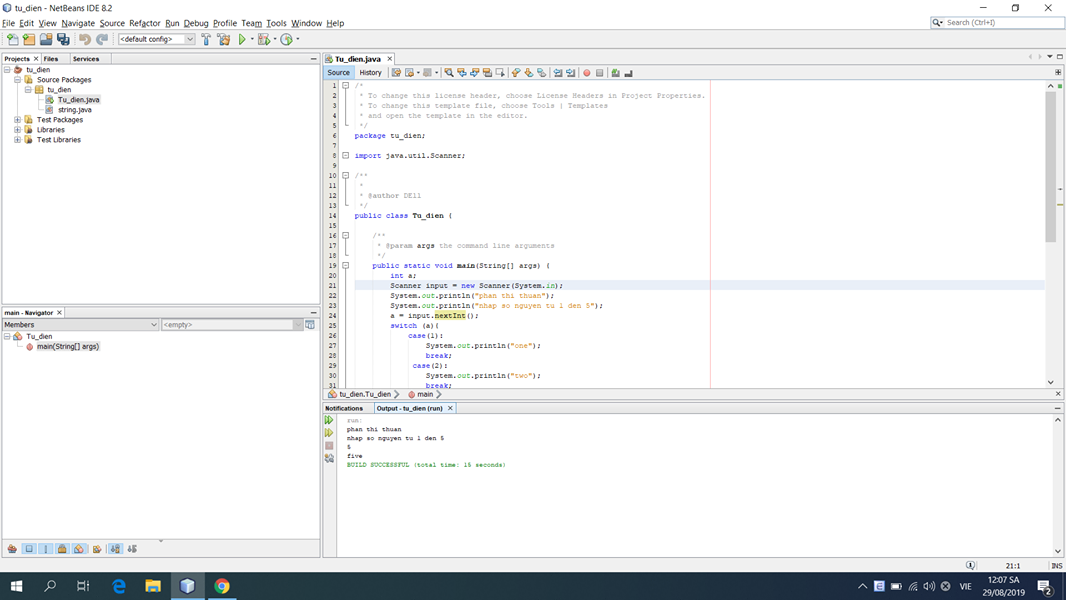 tu_dien - NetBeans IDE 8.2
File Edit View Navigate Source Refactor Run Debug Profile Team Tools Window Help
Search (Ctrl+I)
<default config>
Projects Files Services
tu_dien
Source Packages
tu_dien
Tu_dien.java
string.java
Test Packages
Libraries
Test Libraries
main - Navigator
Members <empty>
Tu_dien
main(String[] args)
Tu_dien.java
Source History
1 /*
2 * To change this license header, choose License Headers in Project Properties.
3 * To change this template file, choose Tools | Templates
4 * and open the template in the editor.
5 */
6 package tu_dien;
7
8 import java.util.Scanner;
9
10 /**
11 *
12 * @author DEll
13 */
14 public class Tu_dien {
15
16 /**
17 * @param args the command line arguments
18 */
19 public static void main(String[] args) {
20 int a;
21 Scanner input = new Scanner(System.in);
22 System.out.println("phan thi thuan");
23 System.out.println("nhap so nguyen tu 1 den 5");
24 a = input.nextInt();
25 switch (a){
26 case(1):
27 System.out.println("one");
28 break;
29 case(2):
30 System.out.println("two");
31 break;
tu_dien.Tu_dien main
Notifications Output - tu_dien (run)
run:
phan thi thuan
nhap so nguyen tu 1 den 5
5
five
BUILD SUCCESSFUL (total time: 15 seconds)
21:1 INS
VIE
12:07 SA
29/08/2019
2